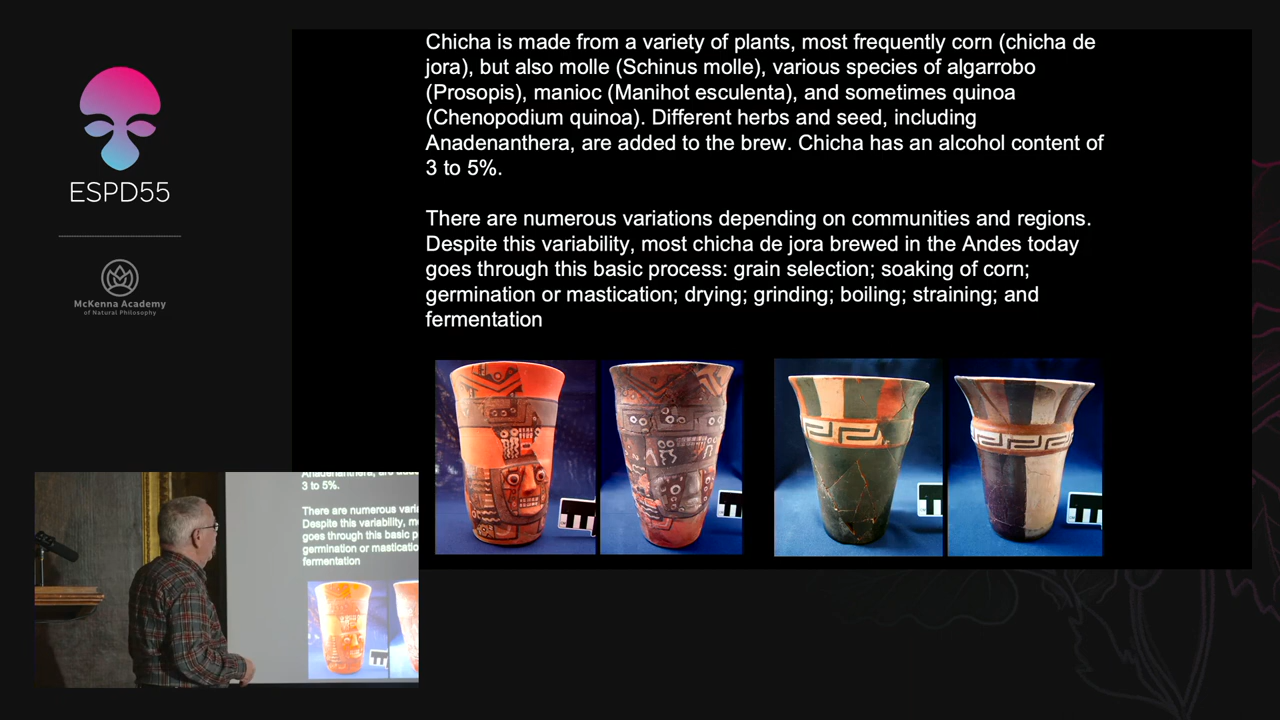 Chicha is made from a variety of plants, most frequently corn (chicha de
jora), but also molle (Schinus molle), various species of algarrobo
(Prosopis), manioc (Manihot esculenta), and sometimes quinoa
(Chenopodium quinoa). Different herbs and seed, including
Anadenanthera, are added to the brew. Chicha has an alcohol content of
3 to 5%.
There are numerous variations depending on communities and regions.
Despite this variability, most chicha de jora brewed in the Andes today
goes through this basic process: grain selection; soaking of corn;
germination or mastication; drying; grinding; boiling; straining; and
fermentation
ESPD55
McKenna Academy
of Natural Philosophy
3 to 5%.
There are numerous varia
Despite this variability, m
goes through this basic p
germination or masticatio
fermentation